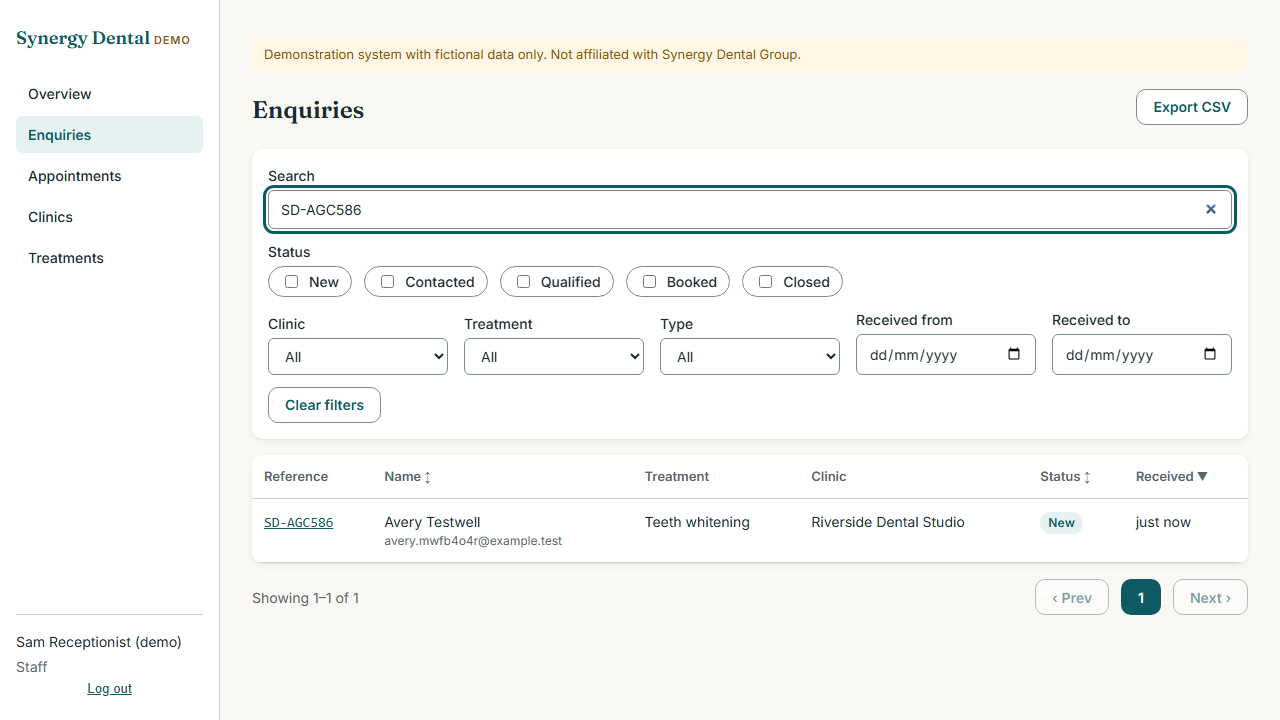 Synergy Dental DEMO
Overview
Enquiries
Appointments
Clinics
Treatments
Sam Receptionist (demo)
Staff
Log out
Demonstration system with fictional data only. Not affiliated with Synergy Dental Group.
Enquiries
Export CSV
Search
SD-AGC586
Status
New Contacted Qualified Booked Closed
Clinic Treatment Type Received from Received to
All All All dd/mm/yyyy dd/mm/yyyy
Clear filters
Reference Name Treatment Clinic Status Received
SD-AGC586 Avery Testwell Teeth whitening Riverside Dental Studio New just now
avery.mwfb4o4r@example.test
Showing 1–1 of 1
‹ Prev 1 Next ›